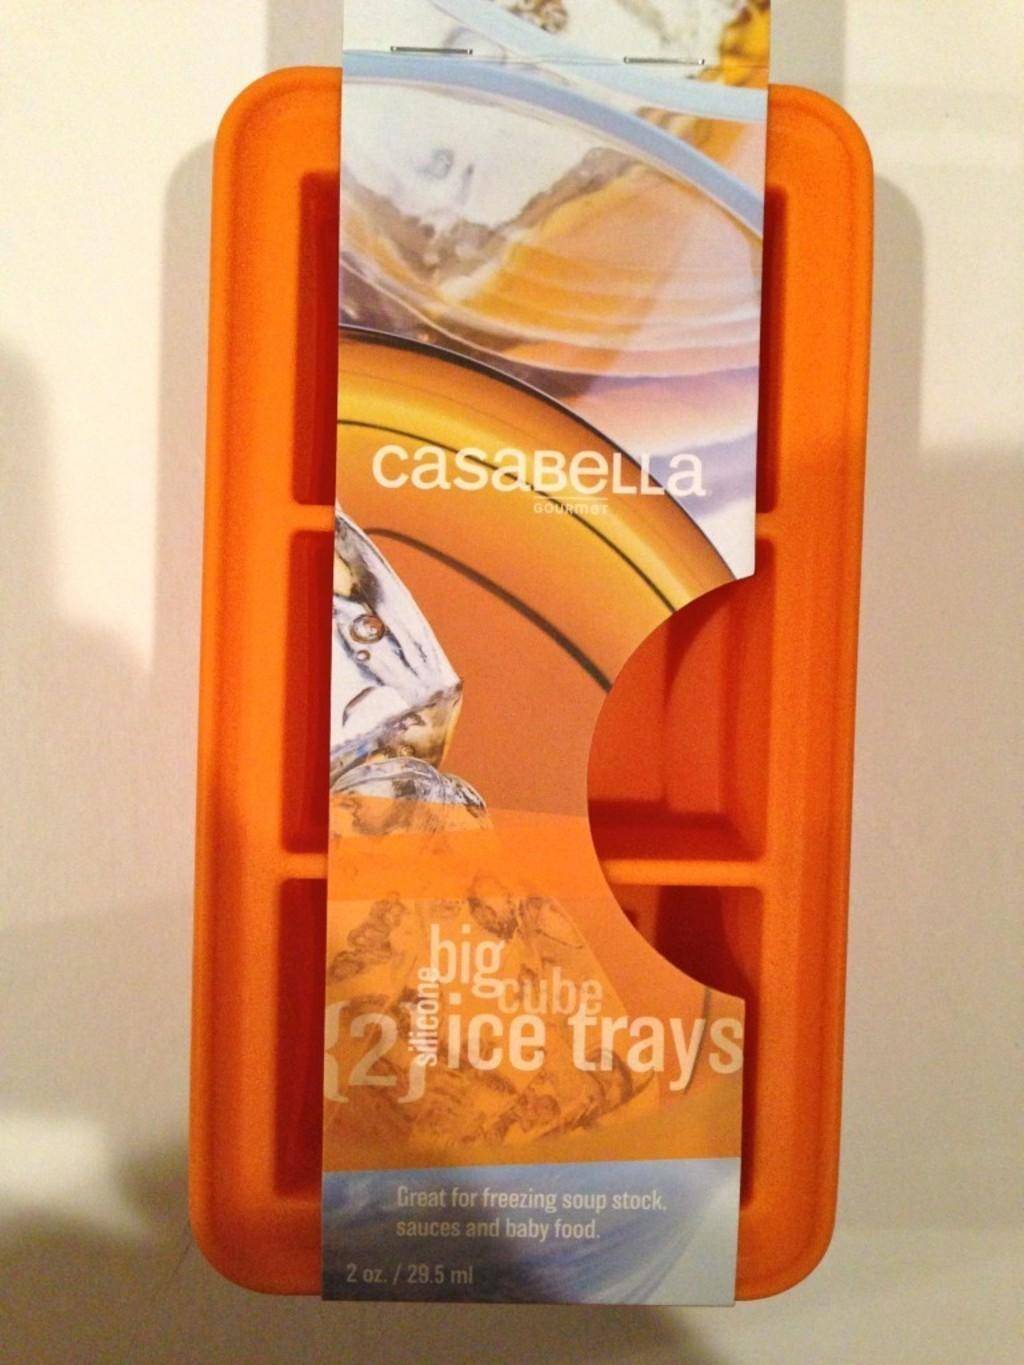 casaBella
Gourmet
big
cube
{2} silicone ice trays
Great for freezing soup stock,
sauces and baby food.
2 oz. / 29.5 ml